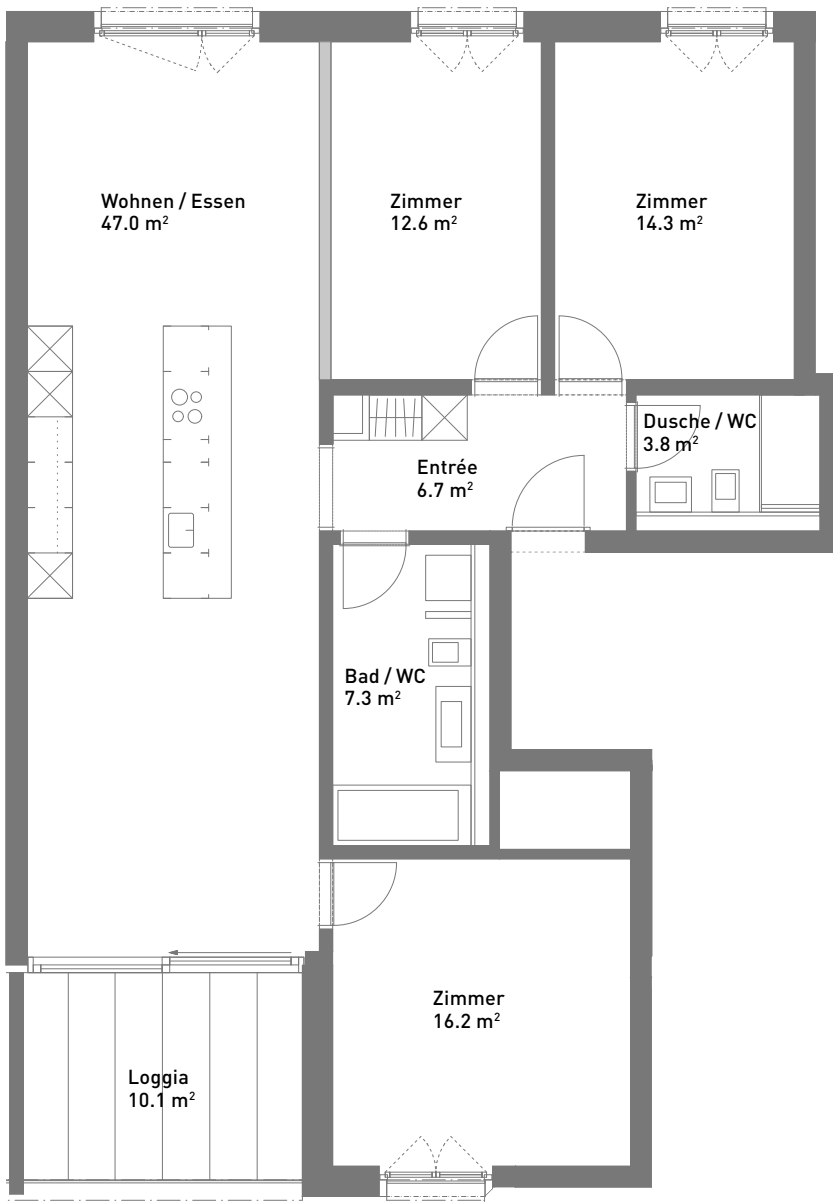 Wohnen / Essen
47.0 m²
Zimmer
12.6 m²
Zimmer
14.3 m²
Dusche / WC
3.8 m²
Entrée
6.7 m²
Bad / WC
7.3 m²
Zimmer
16.2 m²
Loggia
10.1 m²